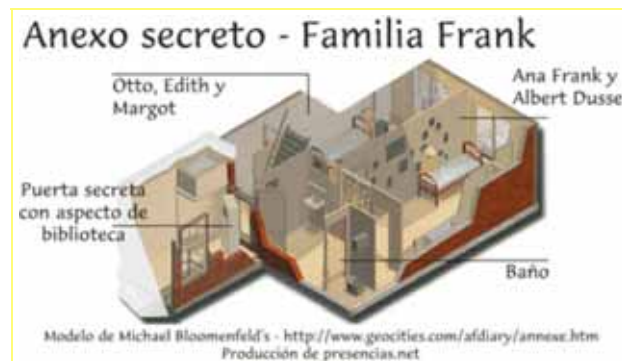 Anexo secreto - Familia Frank
Otto, Edith y
Margot
Ana Frank y
Albert Dusse
Puerta secreta
con aspecto de
biblioteca
Baño
Modelo de Michael Bloomenfeld's - http://www.geocities.com/afdiary/annexe.htm
Producción de presencias.net